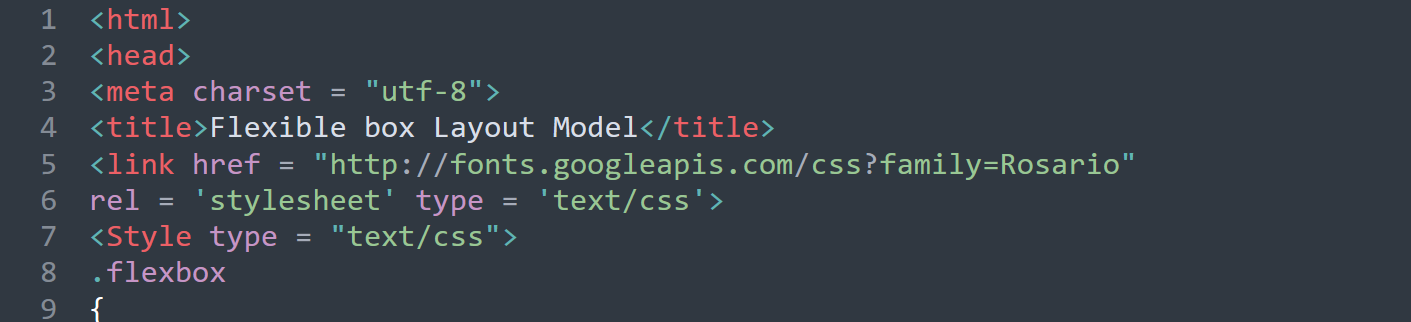 1 <html>
2 <head>
3 <meta charset = "utf-8">
4 <title>Flexible box Layout Model</title>
5 <link href = "http://fonts.googleapis.com/css?family=Rosario"
6 rel = 'stylesheet' type = 'text/css'>
7 <Style type = "text/css">
8 .flexbox
9 {